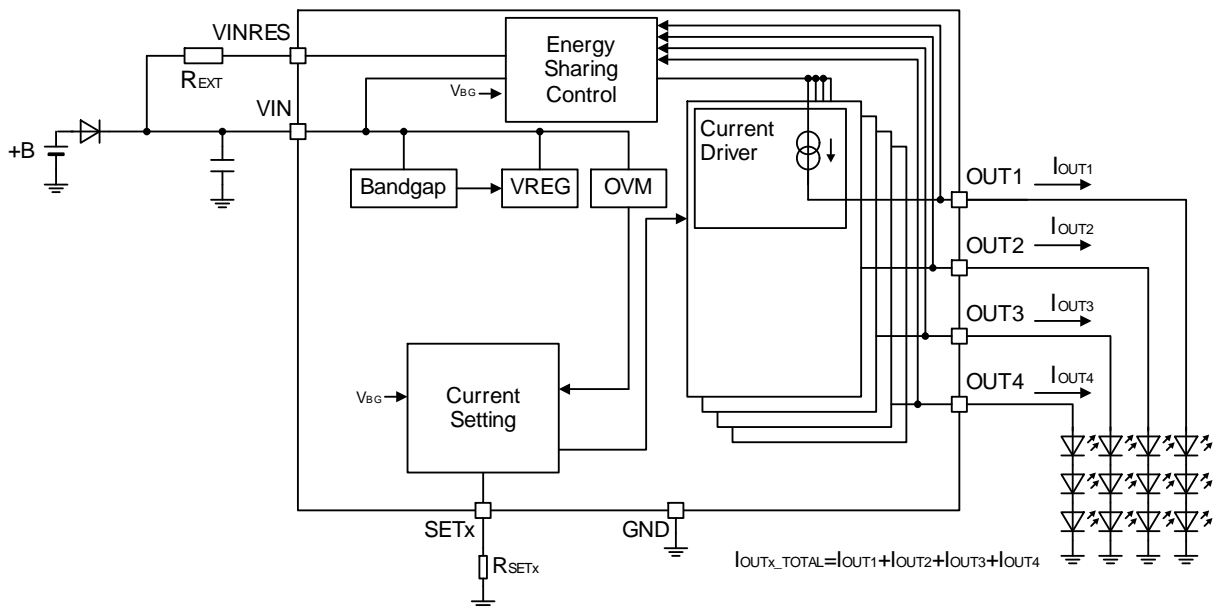 VINRES
REXT
VIN
+B
Energy
Sharing
Control
VBG
Bandgap
VREG
OVM
Current
Driver
OUT1
IOUT1
OUT2
IOUT2
OUT3
IOUT3
OUT4
IOUT4
VBG
Current
Setting
SETx
GND
RSETx
IOUTx_TOTAL=IOUT1+IOUT2+IOUT3+IOUT4